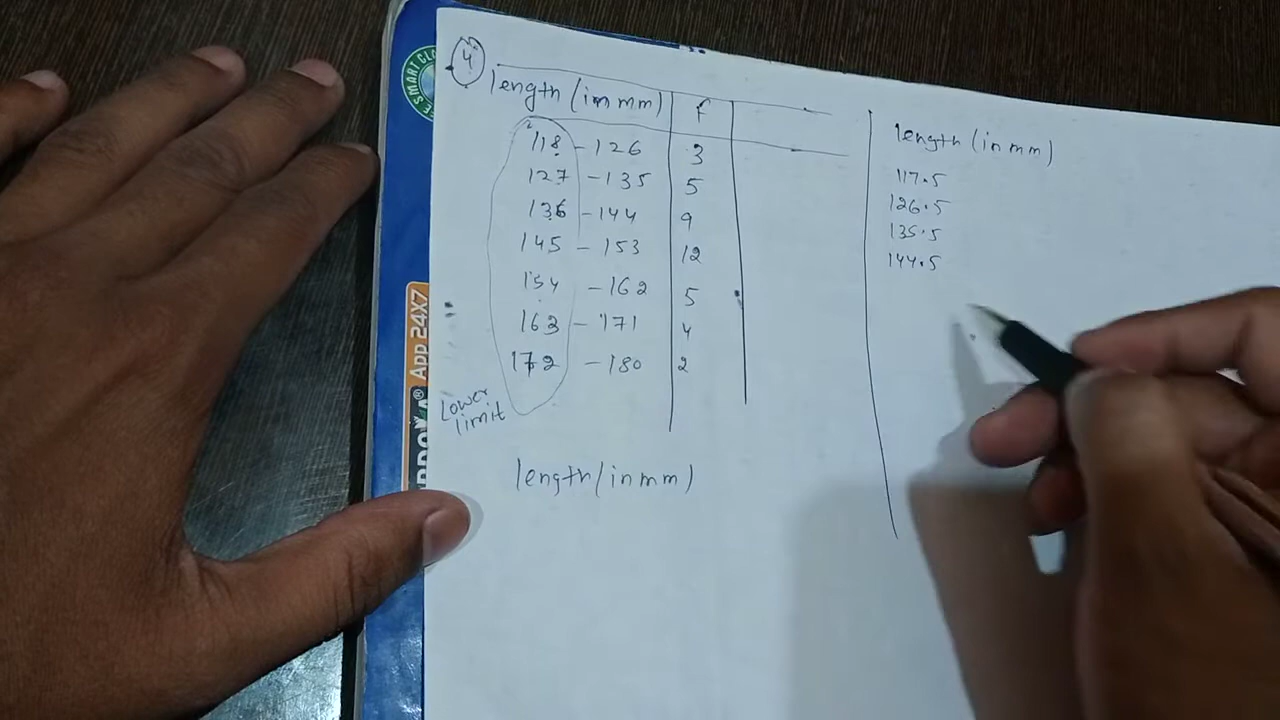 4
length (in mm) f
118 - 126 3
127 - 135 5
136 - 144 9
145 - 153 12
154 - 162 5
163 - 171 4
172 - 180 2
Lower
limit
length (in mm)
length (in mm)
117.5
126.5
135.5
144.5
App 24X7